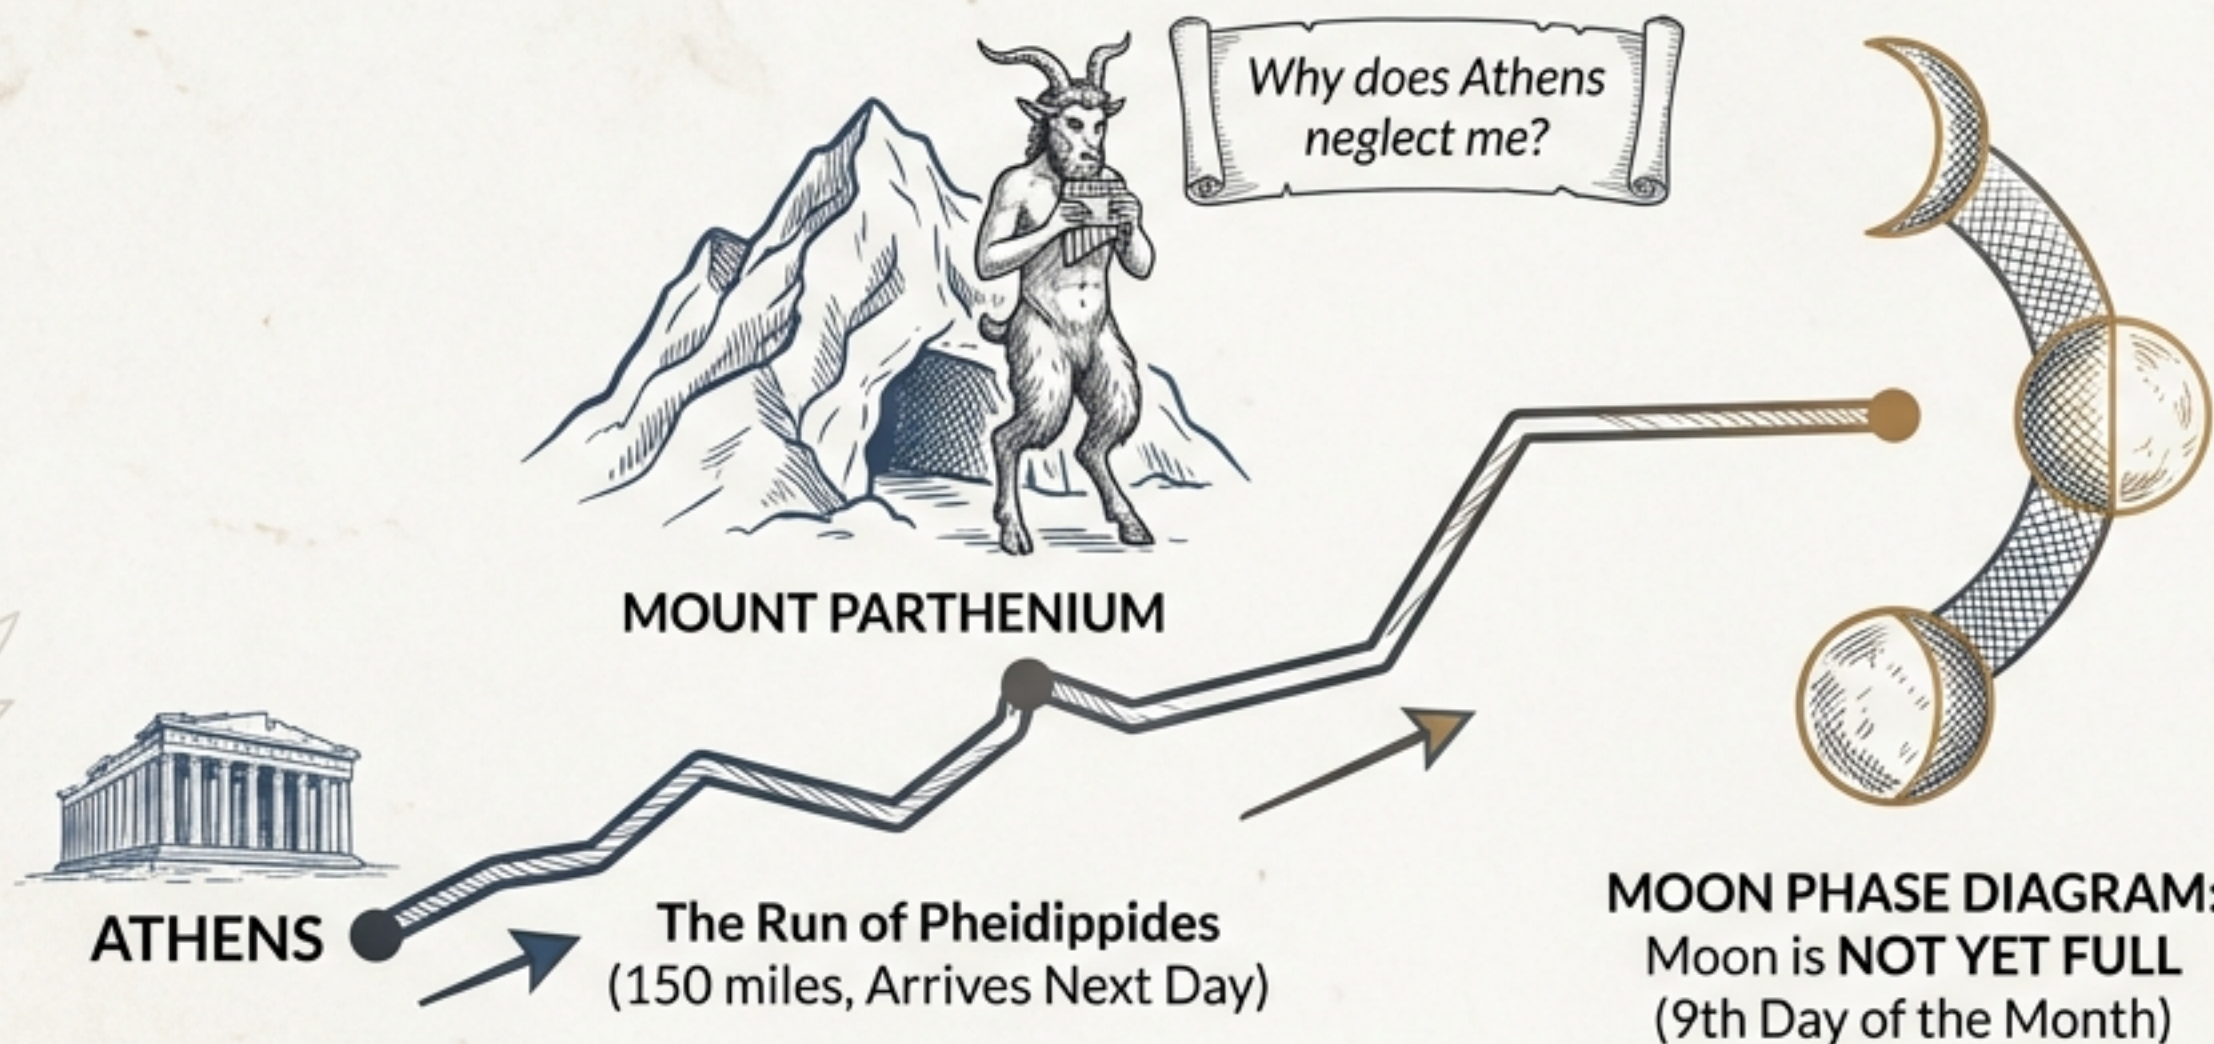 Why does Athens
neglect me?
MOUNT PARTHENIUM
ATHENS
The Run of Pheidippides
(150 miles, Arrives Next Day)
MOON PHASE DIAGRAM:
Moon is NOT YET FULL
(9th Day of the Month)